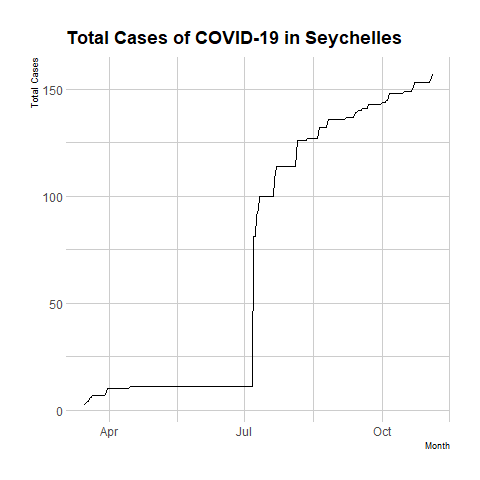 Total Cases of COVID-19 in Seychelles
Total Cases
150
100
50
0
Apr Jul Oct
Month